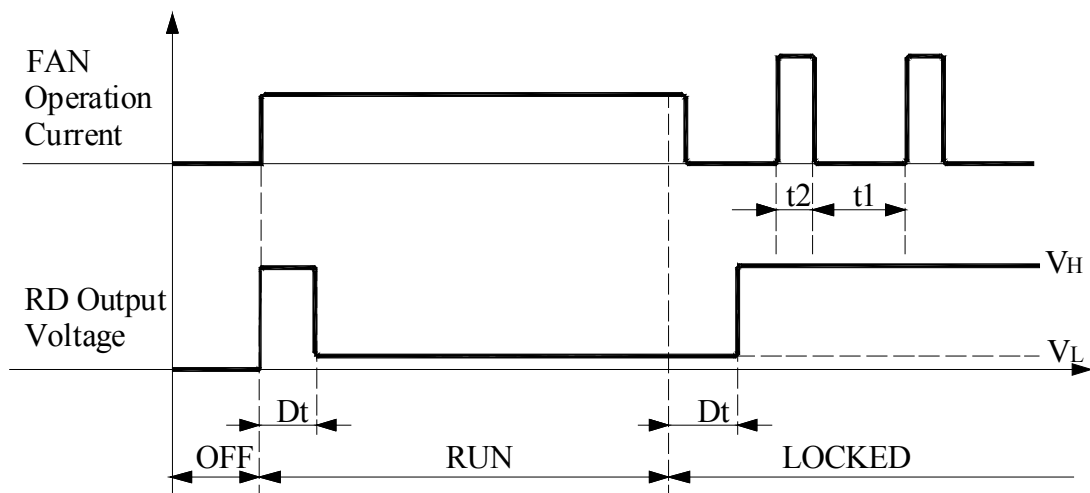 FAN
Operation
Current
t2
t1
VH
RD Output
Voltage
VL
Dt
Dt
OFF
RUN
LOCKED